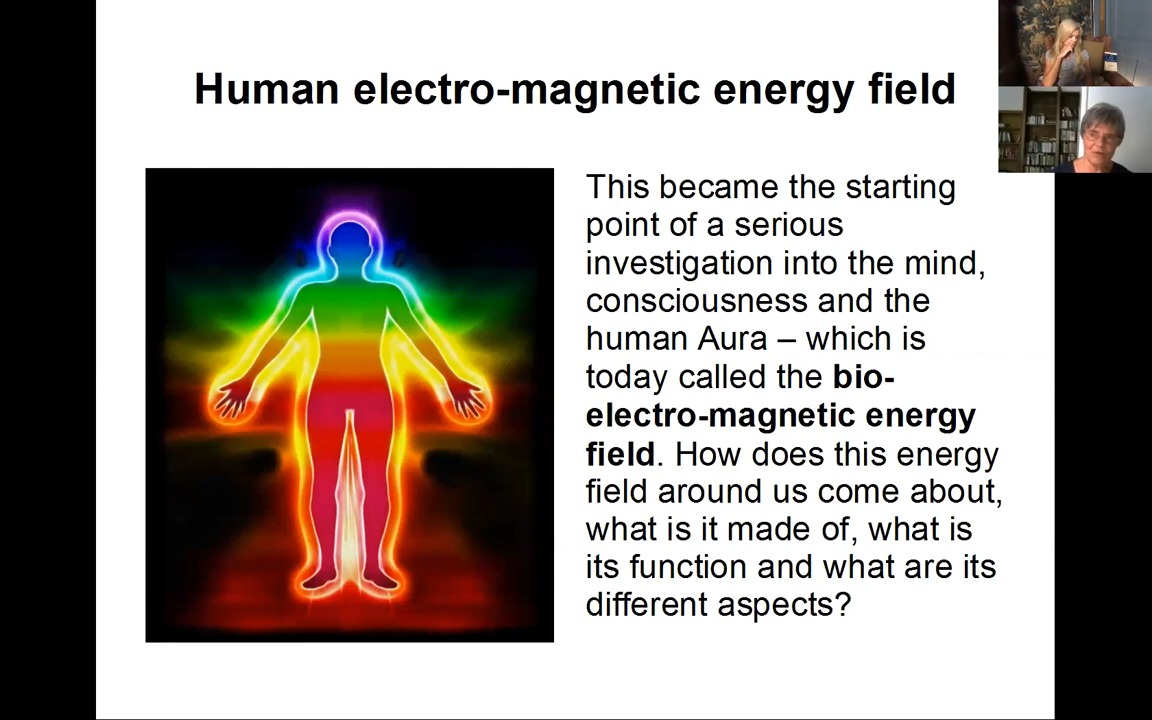 Human electro-magnetic energy field
This became the starting
point of a serious
investigation into the mind,
consciousness and the
human Aura – which is
today called the bio-
electro-magnetic energy
field. How does this energy
field around us come about,
what is it made of, what is
its function and what are its
different aspects?